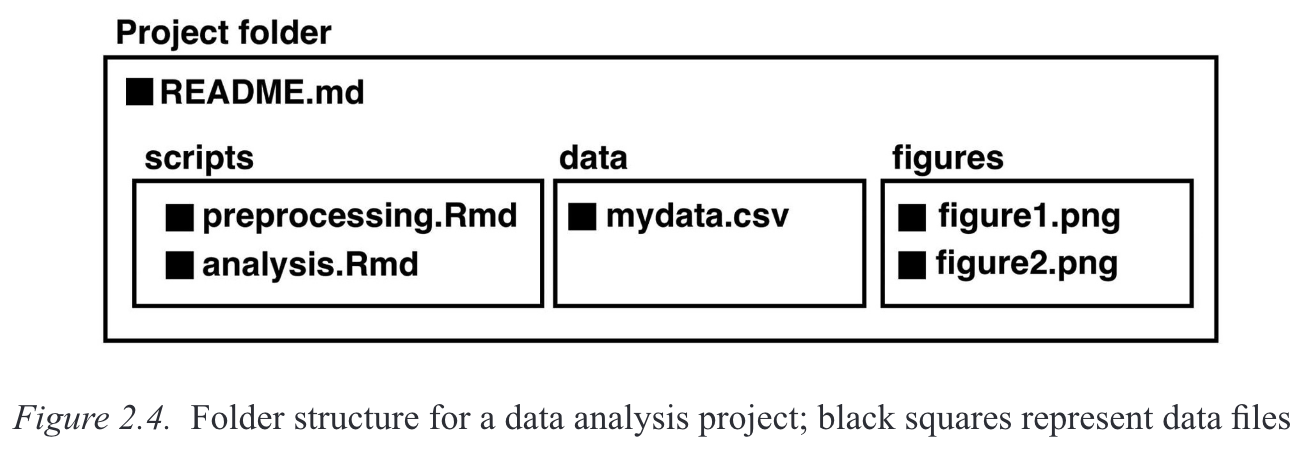 Project folder
README.md
scripts
preprocessing.Rmd
analysis.Rmd
data
mydata.csv
figures
figure1.png
figure2.png
Figure 2.4. Folder structure for a data analysis project; black squares represent data files